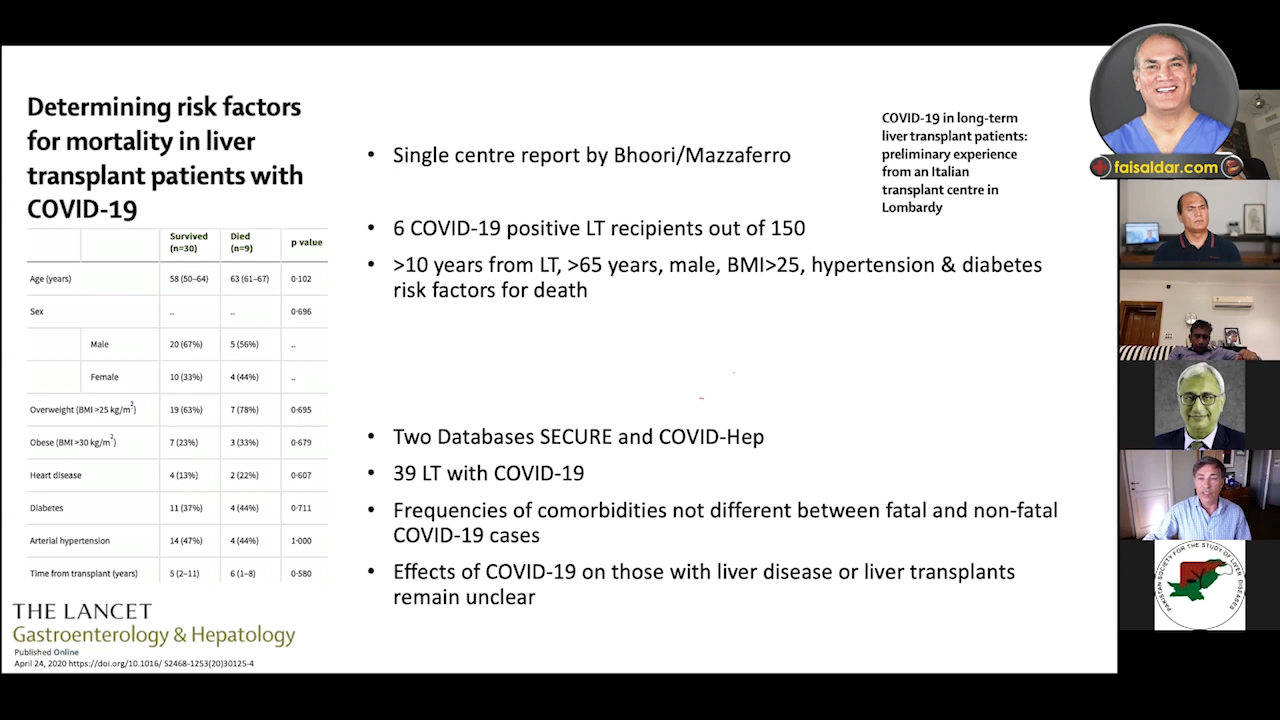 Determining risk factors
for mortality in liver
transplant patients with
COVID-19
Survived (n=30) Died (n=9) p value
Age (years) 58 (50–64) 63 (61–67) 0·102
Sex .. .. 0·696
Male 20 (67%) 5 (56%) ..
Female 10 (33%) 4 (44%) ..
Overweight (BMI >25 kg/m2) 19 (63%) 7 (78%) 0·695
Obese (BMI >30 kg/m2) 7 (23%) 3 (33%) 0·679
Heart disease 4 (13%) 2 (22%) 0·607
Diabetes 11 (37%) 4 (44%) 0·711
Arterial hypertension 14 (47%) 4 (44%) 1·000
Time from transplant (years) 5 (2–11) 6 (1–8) 0·580
THE LANCET
Gastroenterology & Hepatology
Published Online
April 24, 2020 https://doi.org/10.1016/ S2468-1253(20)30125-4
• Single centre report by Bhoori/Mazzaferro
• 6 COVID-19 positive LT recipients out of 150
• >10 years from LT, >65 years, male, BMI>25, hypertension & diabetes
risk factors for death
• Two Databases SECURE and COVID-Hep
• 39 LT with COVID-19
• Frequencies of comorbidities not different between fatal and non-fatal
COVID-19 cases
• Effects of COVID-19 on those with liver disease or liver transplants
remain unclear
COVID-19 in long-term
liver transplant patients:
preliminary experience
from an Italian
transplant centre in
Lombardy
faisaldar.com
PAKISTAN SOCIETY FOR THE STUDY OF LIVER DISEASES